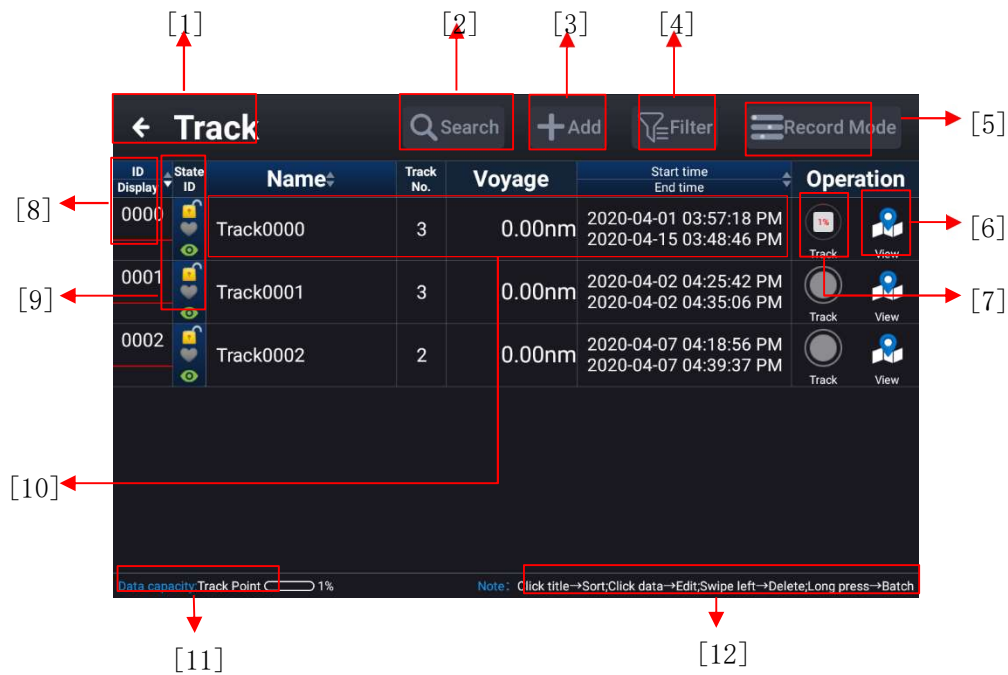 [1] [2] [3] [4]
Track Search Add Filter Record Mode [5]
ID Display State ID Name Track No. Voyage Start time End time Operation
[8] 0000 Track0000 3 0.00nm 2020-04-01 03:57:18 PM 1% [6]
2020-04-15 03:48:46 PM
Track View
[9] 0001 Track0001 3 0.00nm 2020-04-02 04:25:42 PM [7]
2020-04-02 04:35:06 PM
Track View
0002 Track0002 2 0.00nm 2020-04-07 04:18:56 PM
2020-04-07 04:39:37 PM
Track View
[10]
Data capacity:Track Point 1% Note: Click title→Sort;Click data→Edit;Swipe left→Delete;Long press→Batch
[11] [12]